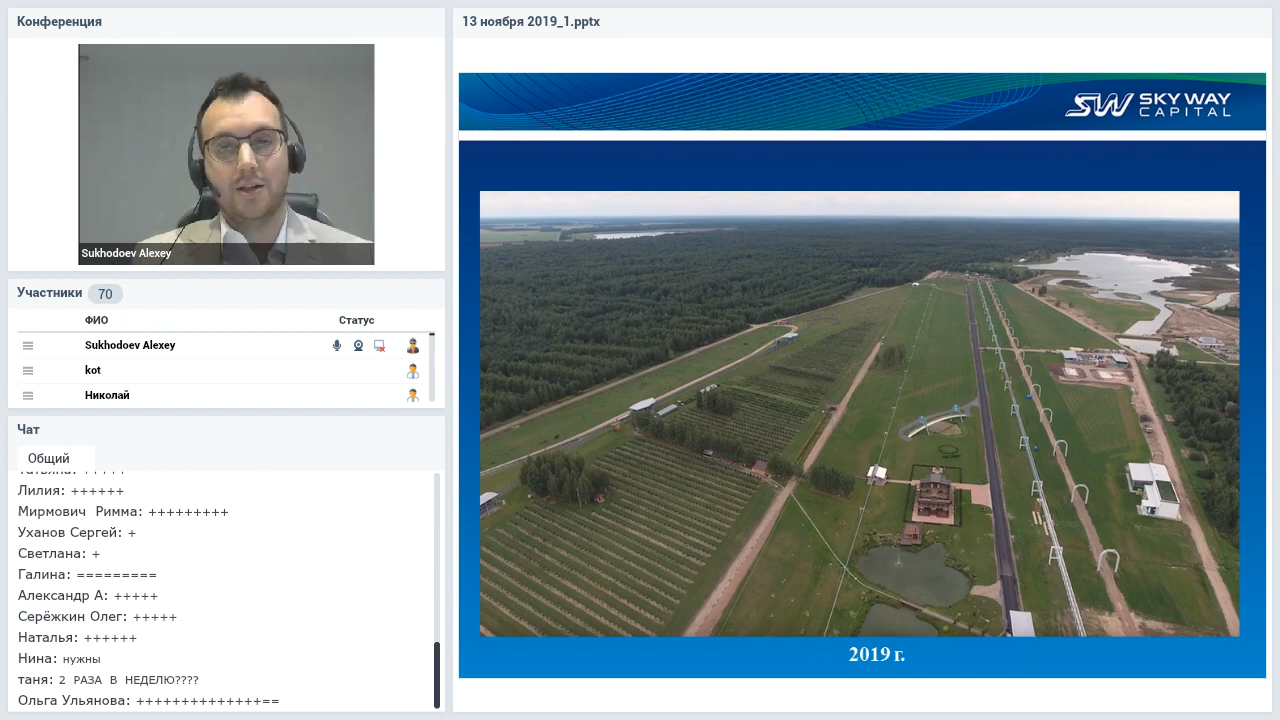 Конференция
Sukhodoev Alexey
Участники 70
ФИО Статус
Sukhodoev Alexey
kot
Николай
Чат
Общий
Татьяна: +++++
Лилия: ++++++
Мирмович Римма: +++++++++
Уханов Сергей: +
Светлана: +
Галина: =========
Александр А: +++++
Серёжкин Олег: +++++
Наталья: ++++++
Нина: нужны
таня: 2 РАЗА В НЕДЕЛЮ????
Ольга Ульянова: ++++++++++++++==
13 ноября 2019_1.pptx
SW SKY WAY
CAPITAL
2019 г.